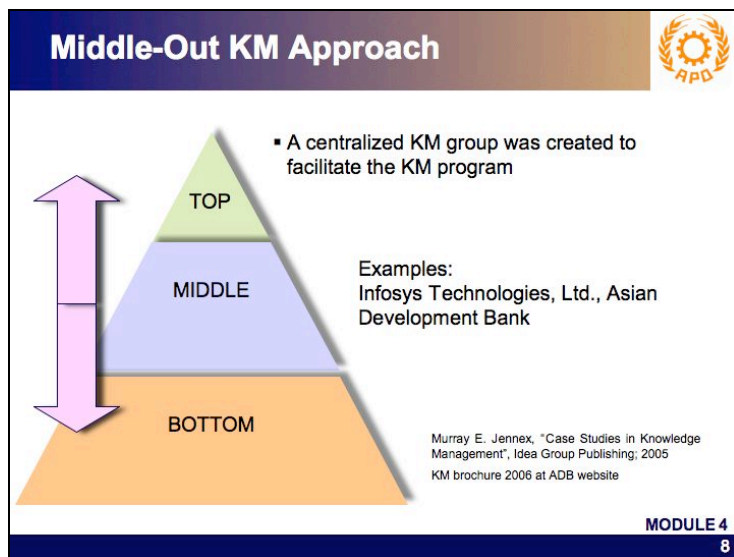 Middle-Out KM Approach
APO
▪ A centralized KM group was created to
facilitate the KM program
TOP
MIDDLE
Examples:
Infosys Technologies, Ltd., Asian
Development Bank
BOTTOM
Murray E. Jennex, "Case Studies in Knowledge
Management", Idea Group Publishing; 2005
KM brochure 2006 at ADB website
MODULE 4
8